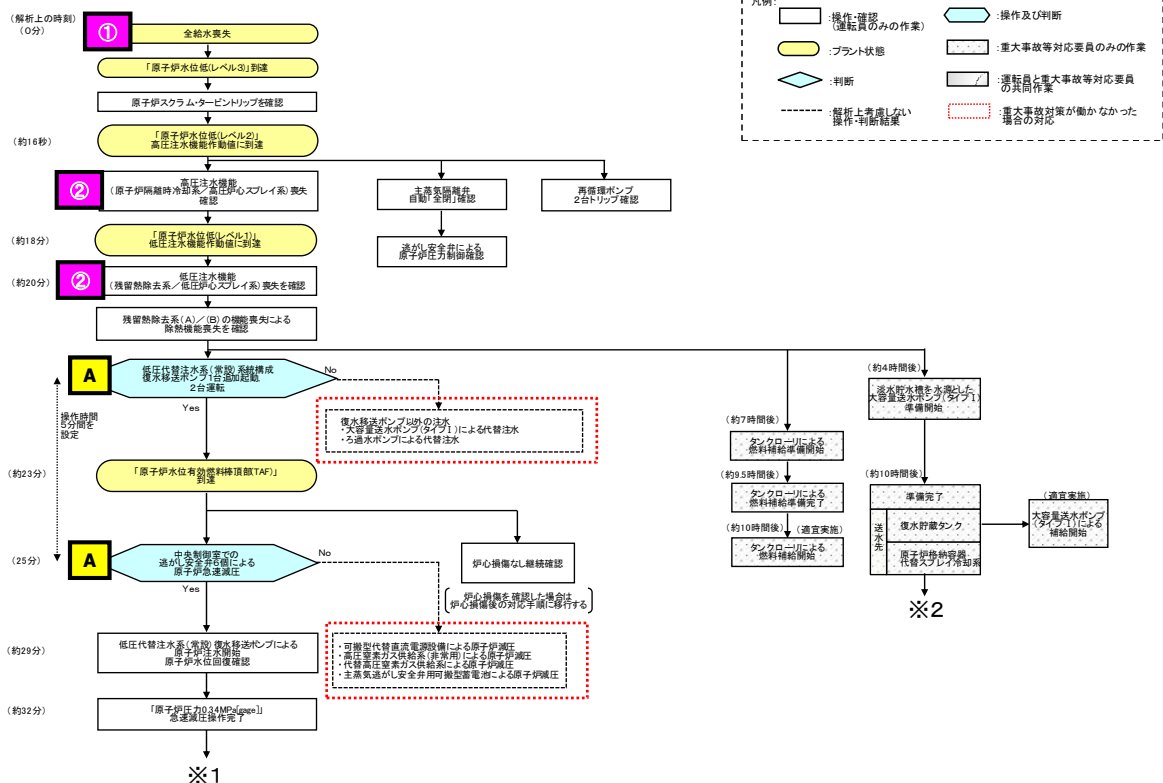 (解析上の時刻)
(0分)
①
全給水喪失
「原子炉水位低(レベル3)」到達
原子炉スクラム・タービントリップを確認
(約16秒)
「原子炉水位低(レベル2)」
高圧注水機能作動値に到達
②
高圧注水機能
(原子炉隔離時冷却系/高圧炉心スプレイ系)喪失
確認
主蒸気隔離弁
自動「全閉」確認
再循環ポンプ
2台トリップ確認
(約18分)
「原子炉水位低(レベル1)」
低圧注水機能作動値に到達
逃がし安全弁による
原子炉圧力制御確認
(約20分)
②
低圧注水機能
(残留熱除去系/低圧炉心スプレイ系)喪失を確認
残留熱除去系(A)/(B)の機能喪失による
除熱機能喪失を確認
A
低圧代替注水系(常設)系統構成
復水移送ポンプ1台追加起動,
2台運転
No
Yes
操作時間
5分間を
設定
復水移送ポンプ以外の注水
・大容量送水ポンプ(タイプⅠ)による代替注水
・ろ過水ポンプによる代替注水
(約23分)
「原子炉水位有効燃料棒頂部(TAF)」
到達
(25分)
A
中央制御室での
逃がし安全弁6個による
原子炉急速減圧
No
Yes
炉心損傷なし継続確認
炉心損傷を確認した場合は
炉心損傷後の対応手順に移行する
(約29分)
低圧代替注水系(常設)復水移送ポンプによる
原子炉注水開始
原子炉水位回復確認
・可搬型代替直流電源設備による原子炉減圧
・高圧窒素ガス供給系(非常用)による原子炉減圧
・代替高圧窒素ガス供給系による原子炉減圧
・主蒸気逃がし安全弁用可搬型蓄電池による原子炉減圧
(約32分)
「原子炉圧力0.34MPa[gage]」
急速減圧操作完了
※1
(約7時間後)
タンクローリによる
燃料補給準備開始
(約9.5時間後)
タンクローリによる
燃料補給準備完了
(約10時間後)
(適宜実施)
タンクローリによる
燃料補給開始
(約4時間後)
淡水貯水槽を水源とした
大容量送水ポンプ(タイプⅠ)
準備開始
(約10時間後)
準備完了
送水先
復水貯蔵タンク
原子炉格納容器
代替スプレイ冷却系
(適宜実施)
大容量送水ポンプ
(タイプⅠ)による
補給開始
※2
凡例:
:操作・確認
(運転員のみの作業)
:プラント状態
:判断
:解析上考慮しない
操作・判断結果
:操作及び判断
:重大事故等対応要員のみの作業
:運転員と重大事故等対応要員
の共同作業
:重大事故対策が働かなかった
場合の対応